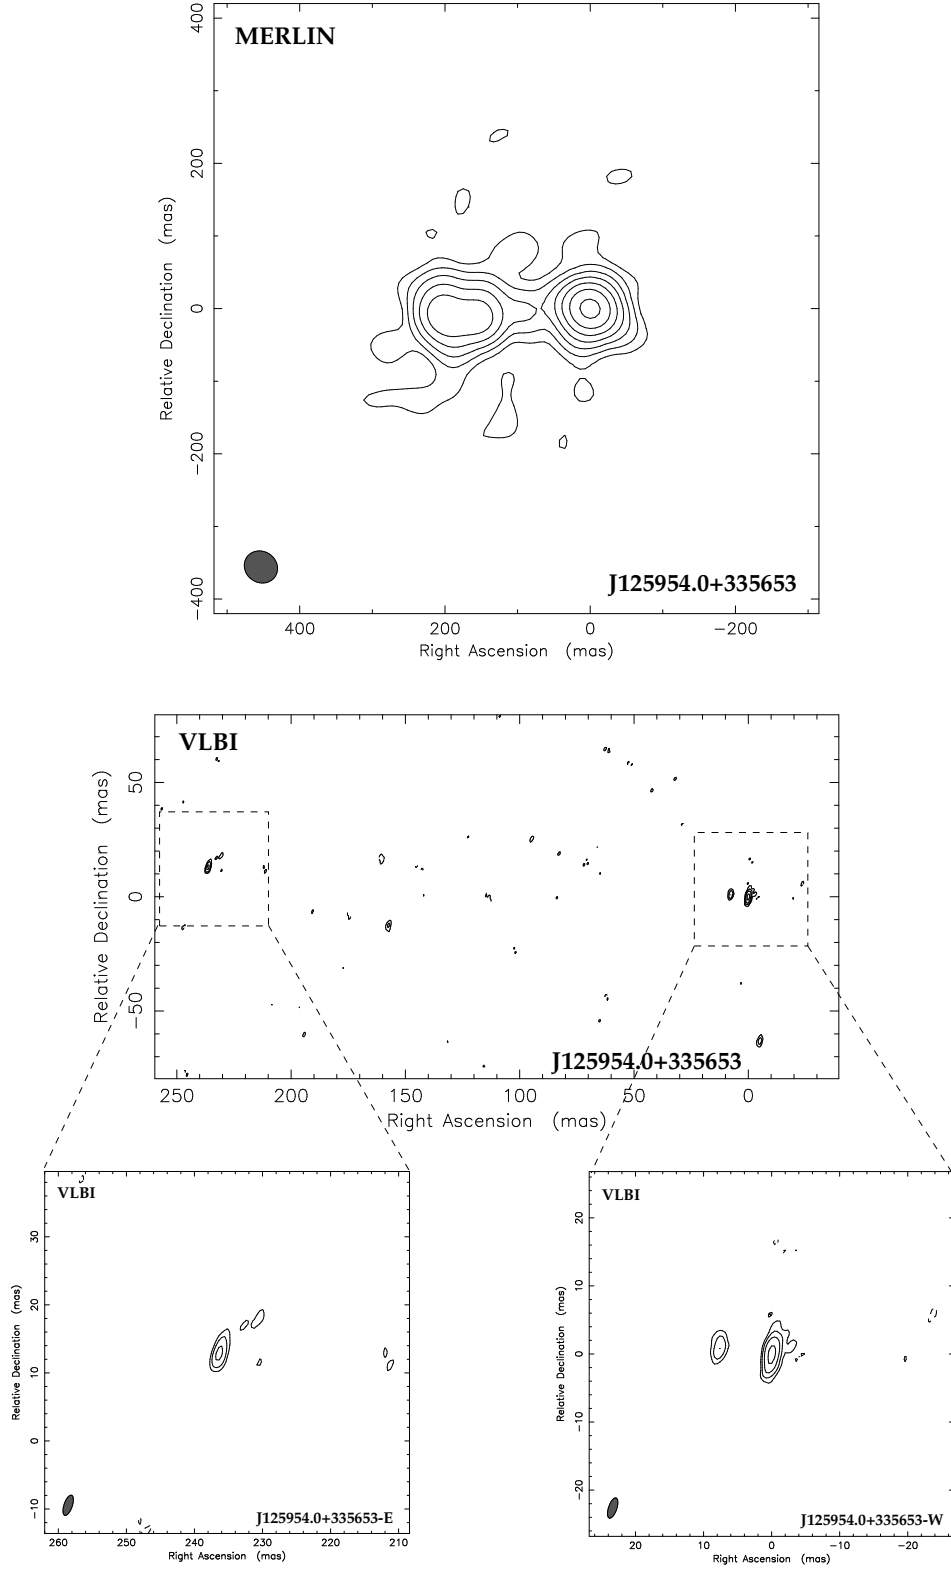 MERLIN
400
200
0
−200
−400
Relative Declination (mas)
J125954.0+335653
400 200 0 −200
Right Ascension (mas)
VLBI
50
0
−50
Relative Declination (mas)
J125954.0+335653
250 200 150 100 50 0
Right Ascension (mas)
VLBI
30
20
10
0
−10
Relative Declination (mas)
J125954.0+335653-E
260 250 240 230 220 210
Right Ascension (mas)
VLBI
20
10
0
−10
−20
Relative Declination (mas)
J125954.0+335653-W
20 10 0 −10 −20
Right Ascension (mas)